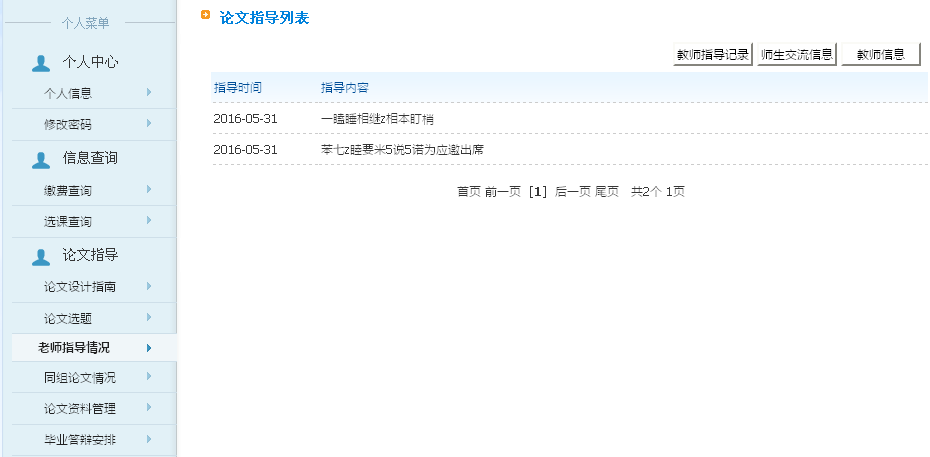 个人菜单
个人中心
个人信息
修改密码
信息查询
缴费查询
选课查询
论文指导
论文设计指南
论文选题
老师指导情况
同组论文情况
论文资料管理
毕业答辩安排
论文指导列表
教师指导记录 师生交流信息 教师信息
指导时间 指导内容
2016-05-31 一瞌睡相继z相本盯梢
2016-05-31 苯七z睦要米5说5诺为应邀出席
首页 前一页 [1] 后一页 尾页 共2个 1页